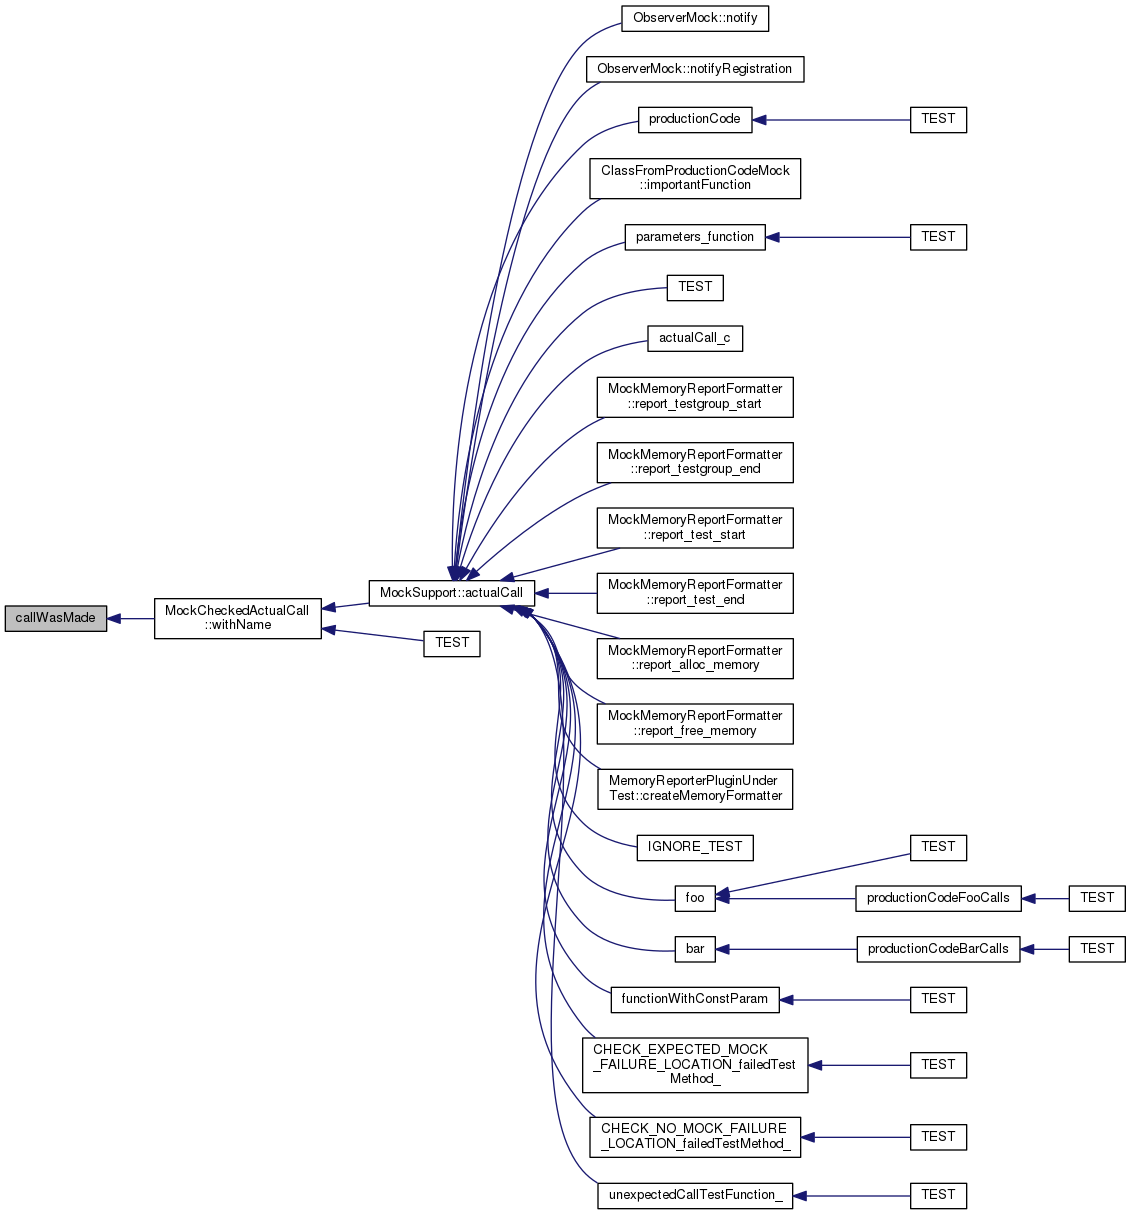 ObserverMock::notify
ObserverMock::notifyRegistration
productionCode
TEST
ClassFromProductionCodeMock
::importantFunction
parameters_function
TEST
TEST
actualCall_c
MockMemoryReportFormatter
::report_testgroup_start
MockMemoryReportFormatter
::report_testgroup_end
MockMemoryReportFormatter
::report_test_start
MockSupport::actualCall
MockMemoryReportFormatter
::report_test_end
callWasMade
MockCheckedActualCall
::withName
TEST
MockMemoryReportFormatter
::report_alloc_memory
MockMemoryReportFormatter
::report_free_memory
MemoryReporterPluginUnder
Test::createMemoryFormatter
IGNORE_TEST
TEST
foo
productionCodeFooCalls
TEST
bar
productionCodeBarCalls
TEST
functionWithConstParam
TEST
CHECK_EXPECTED_MOCK
_FAILURE_LOCATION_failedTest
Method_
TEST
CHECK_NO_MOCK_FAILURE
_LOCATION_failedTestMethod_
TEST
unexpectedCallTestFunction_
TEST